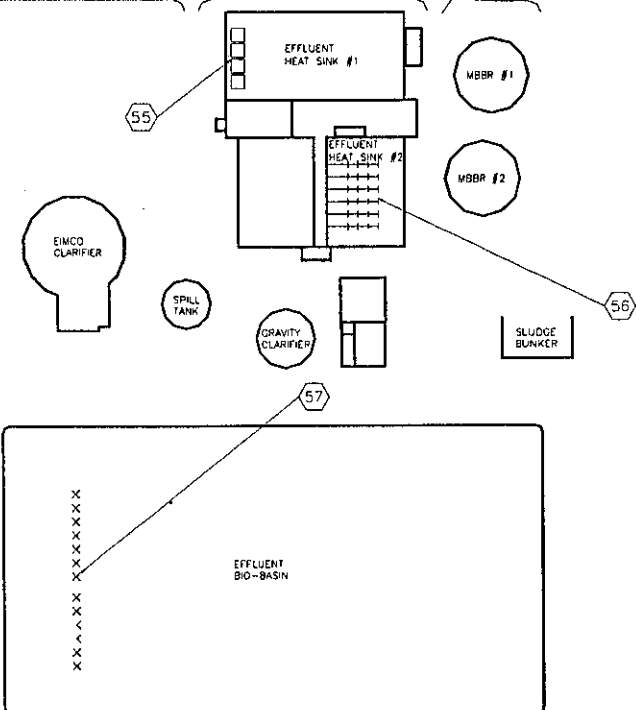 EFFLUENT
HEAT SINK #1
MBBR #1
55
EFFLUENT
HEAT SINK #2
MBBR #2
EIMCO
CLARIFIER
SPILL
TANK
GRAVITY
CLARIFIER
56
SLUDGE
BUNKER
57
EFFLUENT
BIO-BASIN